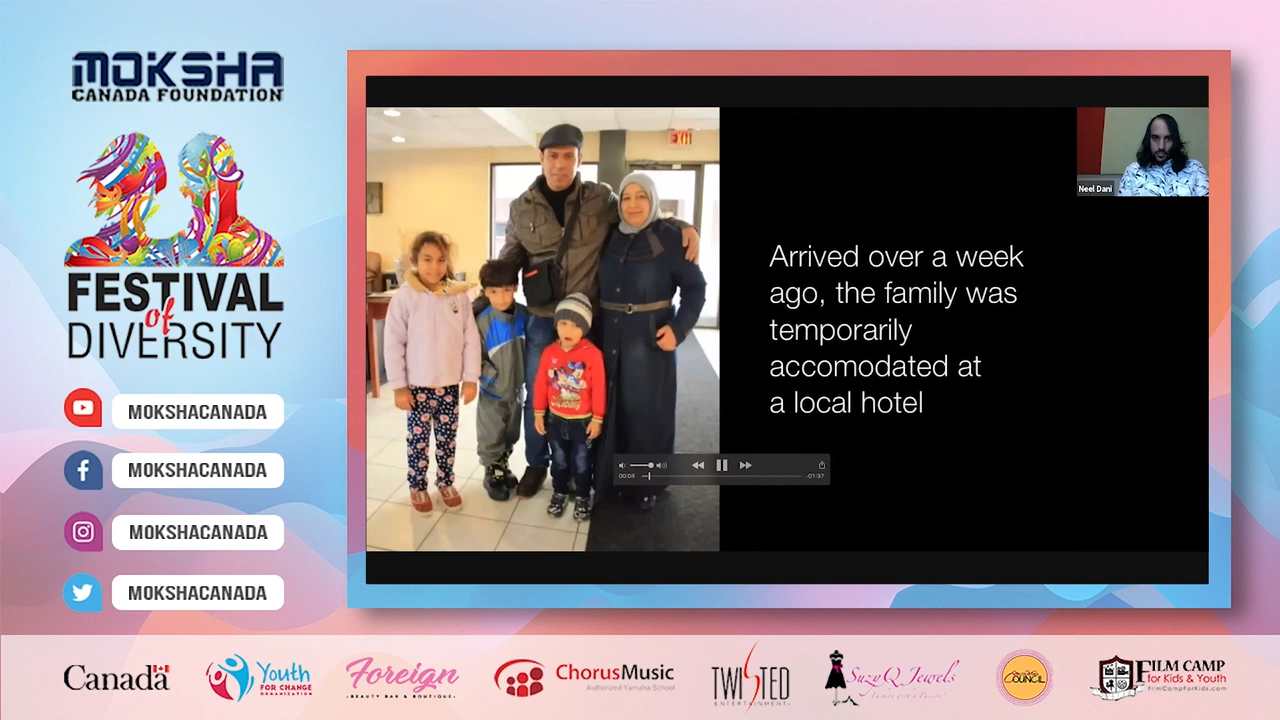 MOKSHA
CANADA FOUNDATION
21
FESTIVAL
of
DIVERSITY
MOKSHACANADA
MOKSHACANADA
MOKSHACANADA
MOKSHACANADA
EXIT
Neel Dani
Arrived over a week
ago, the family was
temporarily
accomodated at
a local hotel
00:04
-01:37
Canada
Youth
FOR CHANGE
ORGANIZATION
Foreign
BEAUTY BAR & BOUTIQUE
ChorusMusic
Authorized Yamaha School
TWISTED
ENTERTAINMENT
SuzyQ Jewels
COUNCIL
FILM CAMP
for Kids & Youth
FilmCampForKids.com